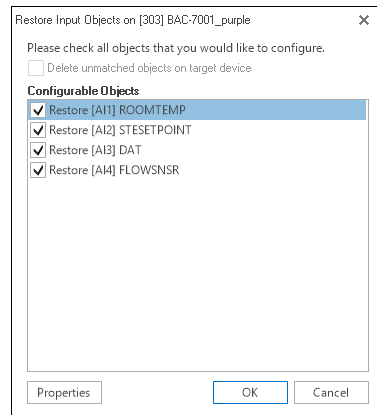 Restore Input Objects on [303] BAC-7001_purple
Please check all objects that you would like to configure.
Delete unmatched objects on target device
Configurable Objects
Restore [AI1] ROOMTEMP
Restore [AI2] STESETPOINT
Restore [AI3] DAT
Restore [AI4] FLOWSNSR
Properties OK Cancel